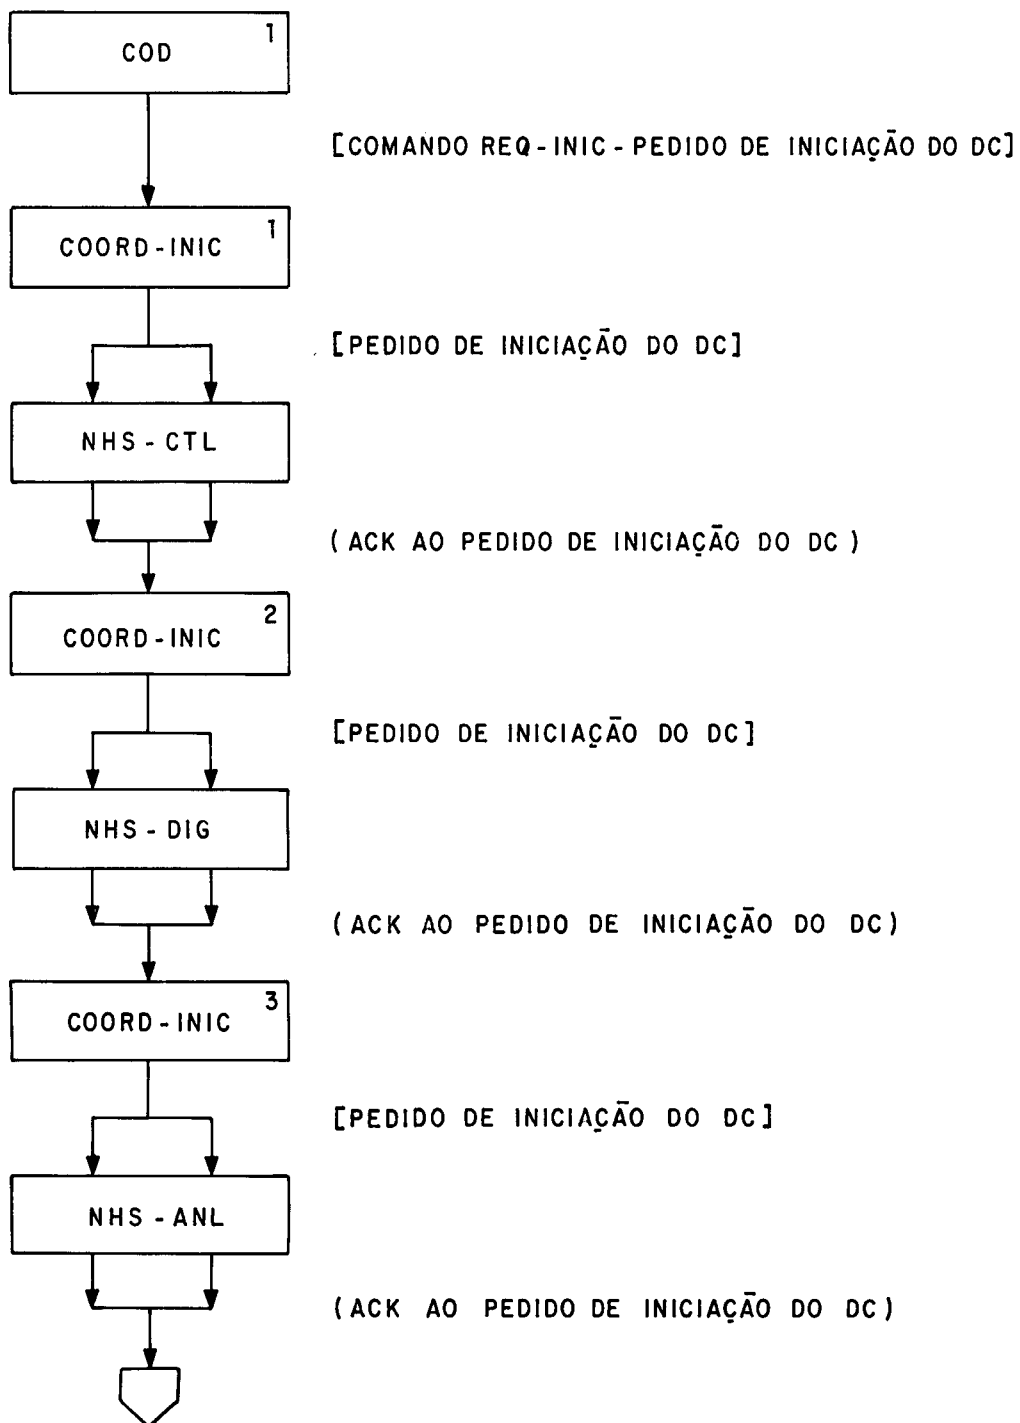 1
COD
[COMANDO REQ-INIC-PEDIDO DE INICIAÇÃO DO DC]
1
COORD-INIC
[PEDIDO DE INICIAÇÃO DO DC]
NHS-CTL
(ACK AO PEDIDO DE INICIAÇÃO DO DC)
2
COORD-INIC
[PEDIDO DE INICIAÇÃO DO DC]
NHS-DIG
(ACK AO PEDIDO DE INICIAÇÃO DO DC)
3
COORD-INIC
[PEDIDO DE INICIAÇÃO DO DC]
NHS-ANL
(ACK AO PEDIDO DE INICIAÇÃO DO DC)